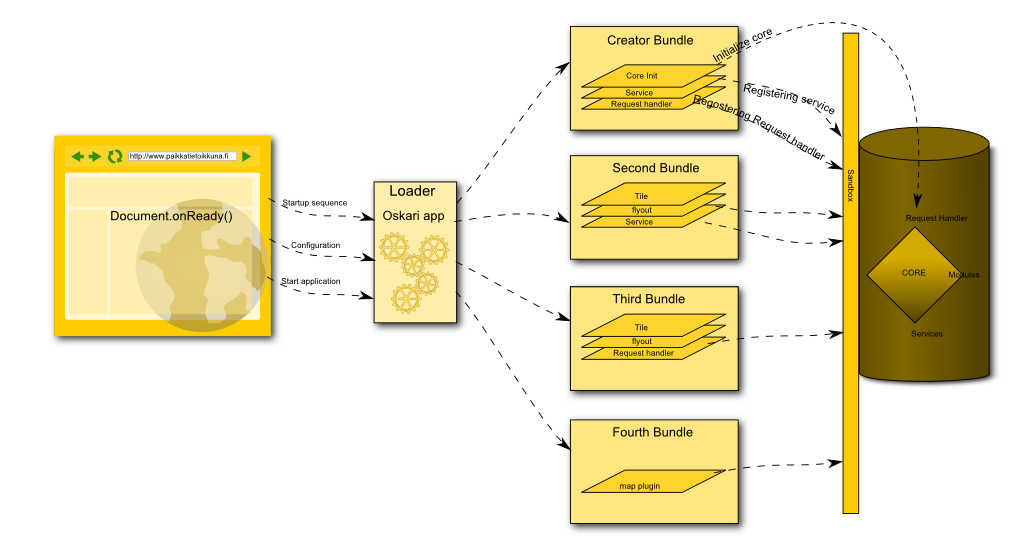 http://www.paikkatietoikkuna.fi
Document.onReady()
Startup sequence
Configuration
Start application
Loader
Oskari app
Creator Bundle
Core Init
Service
Request handler
Initialize core
Registering service
Regostering Request handler
Second Bundle
Tile
flyout
Service
Third Bundle
Tile
flyout
Request handler
Fourth Bundle
map plugin
Sandbox
Request Handler
CORE
Modules
Services